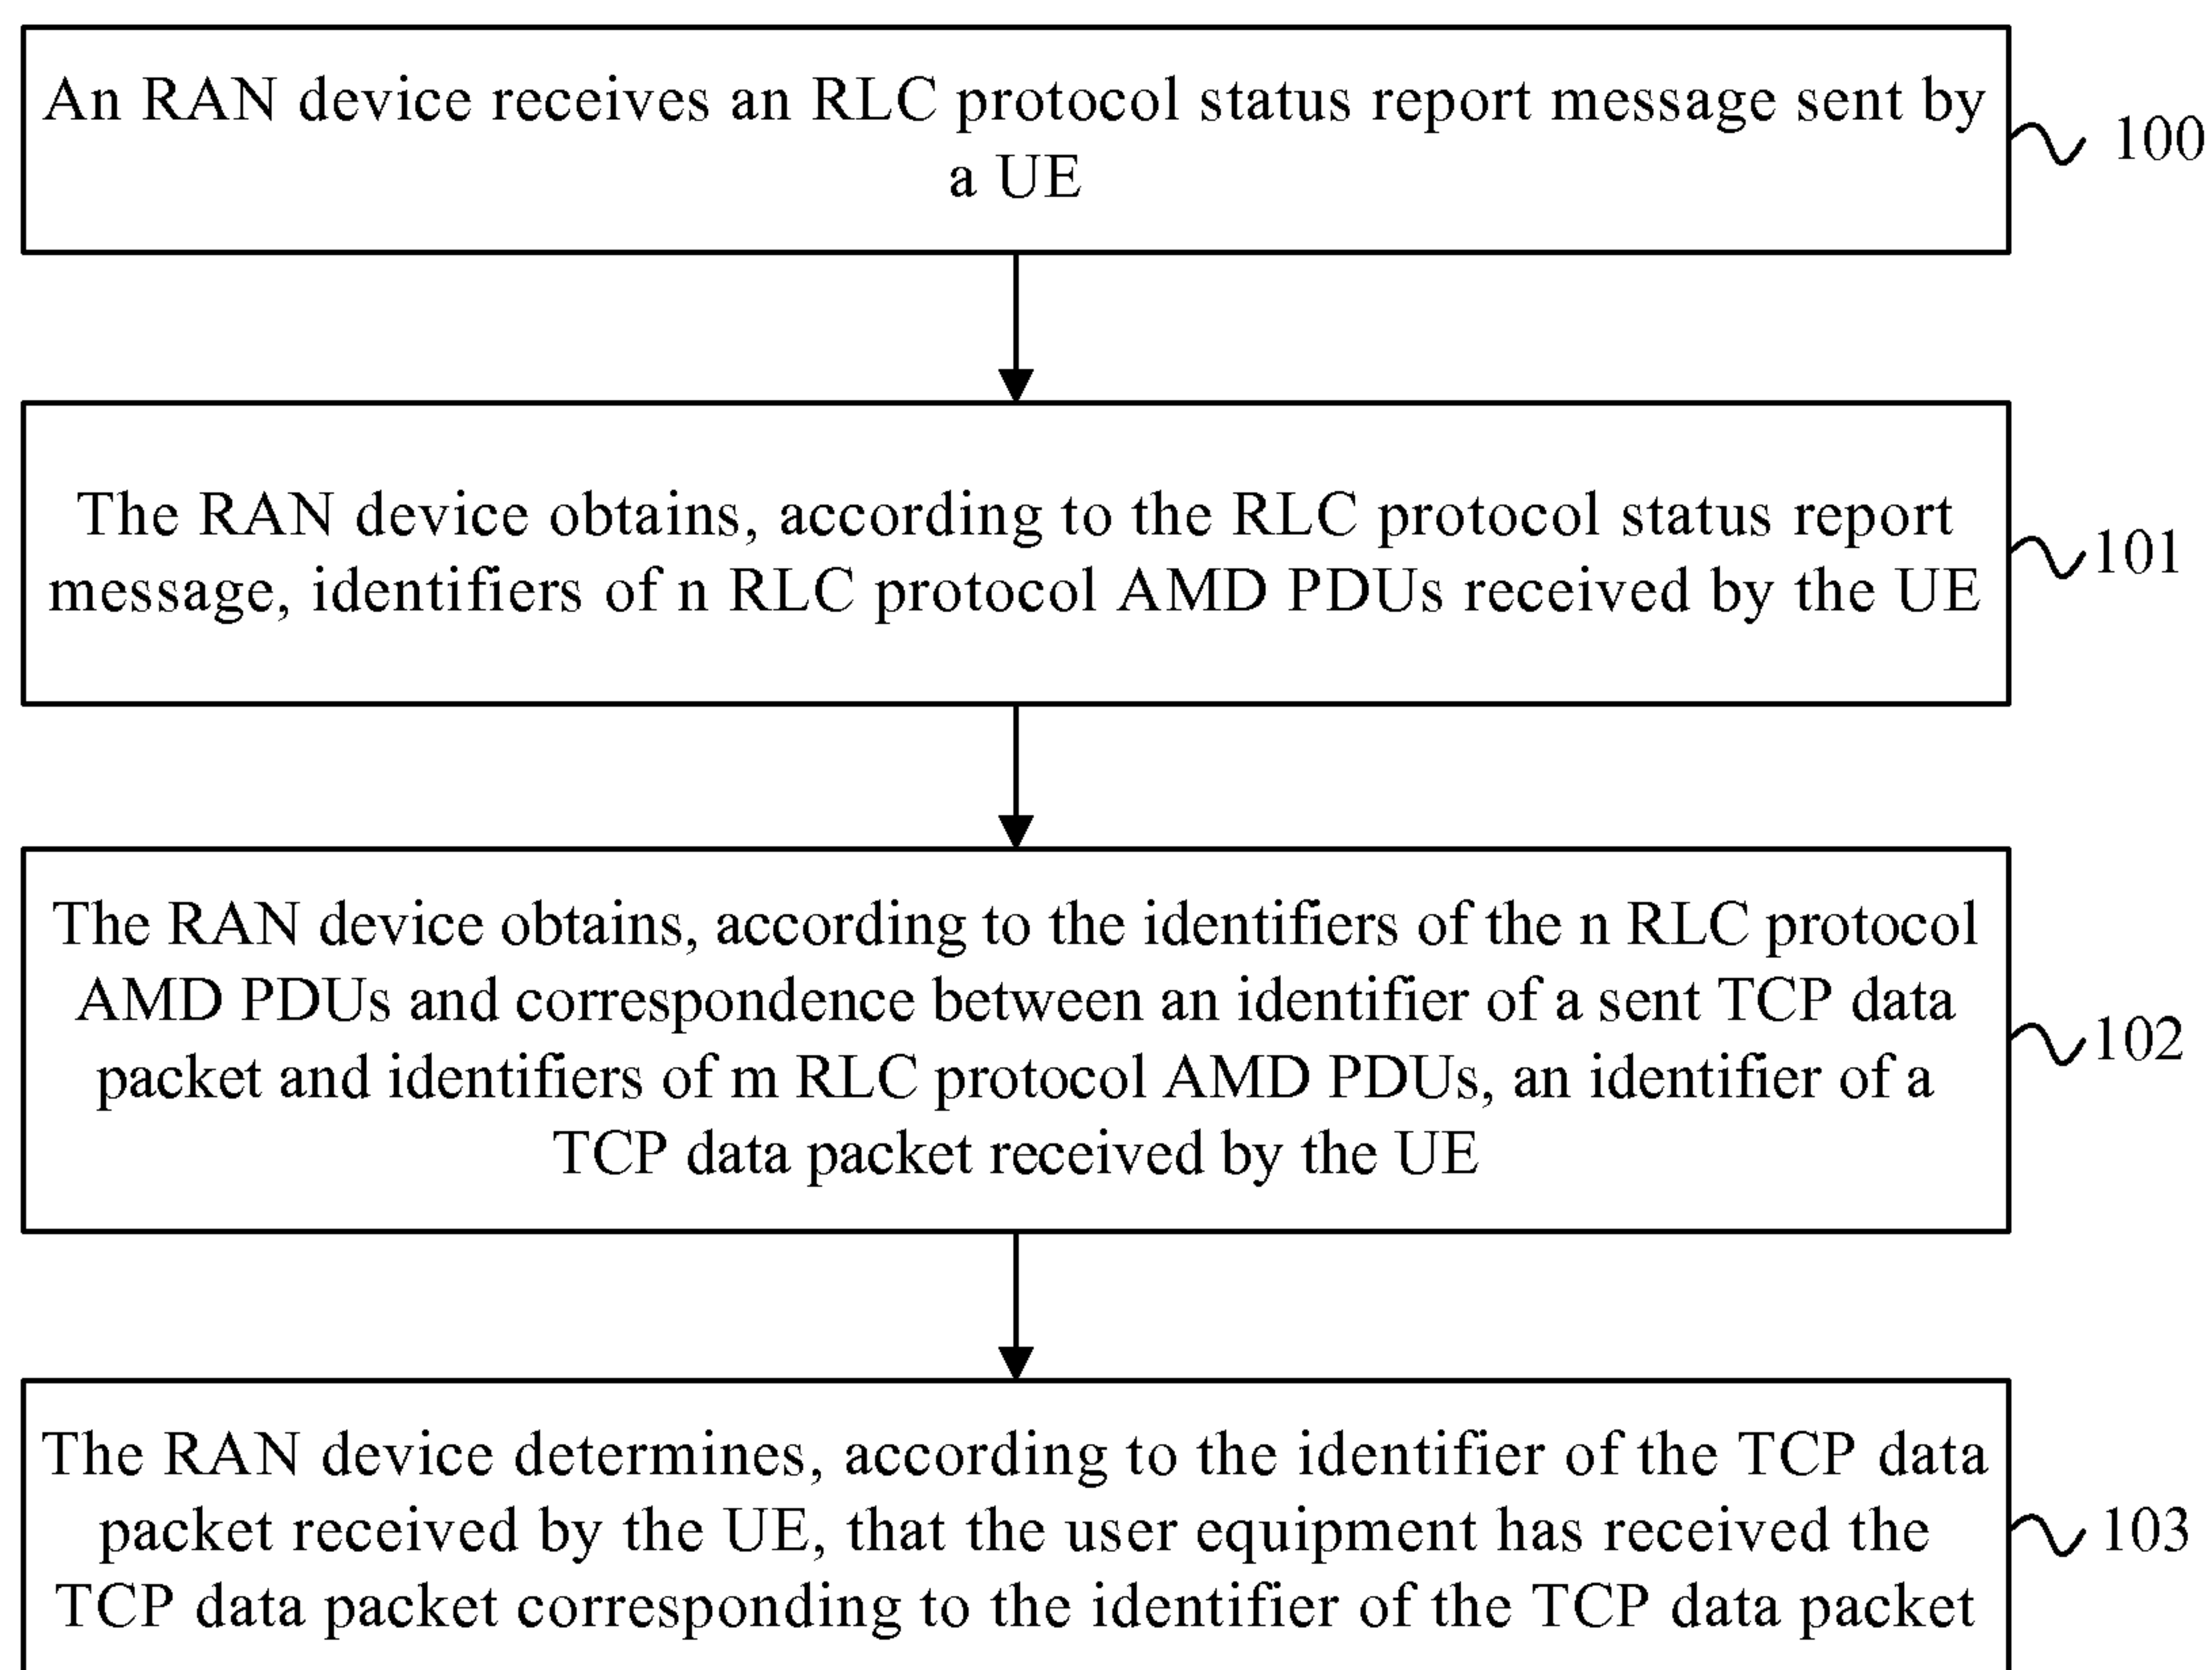 An RAN device receives an RLC protocol status report message sent by
a UE
100
The RAN device obtains, according to the RLC protocol status report
message, identifiers of n RLC protocol AMD PDUs received by the UE
101
The RAN device obtains, according to the identifiers of the n RLC protocol
AMD PDUs and correspondence between an identifier of a sent TCP data
packet and identifiers of m RLC protocol AMD PDUs, an identifier of a
TCP data packet received by the UE
102
The RAN device determines, according to the identifier of the TCP data
packet received by the UE, that the user equipment has received the
TCP data packet corresponding to the identifier of the TCP data packet
103